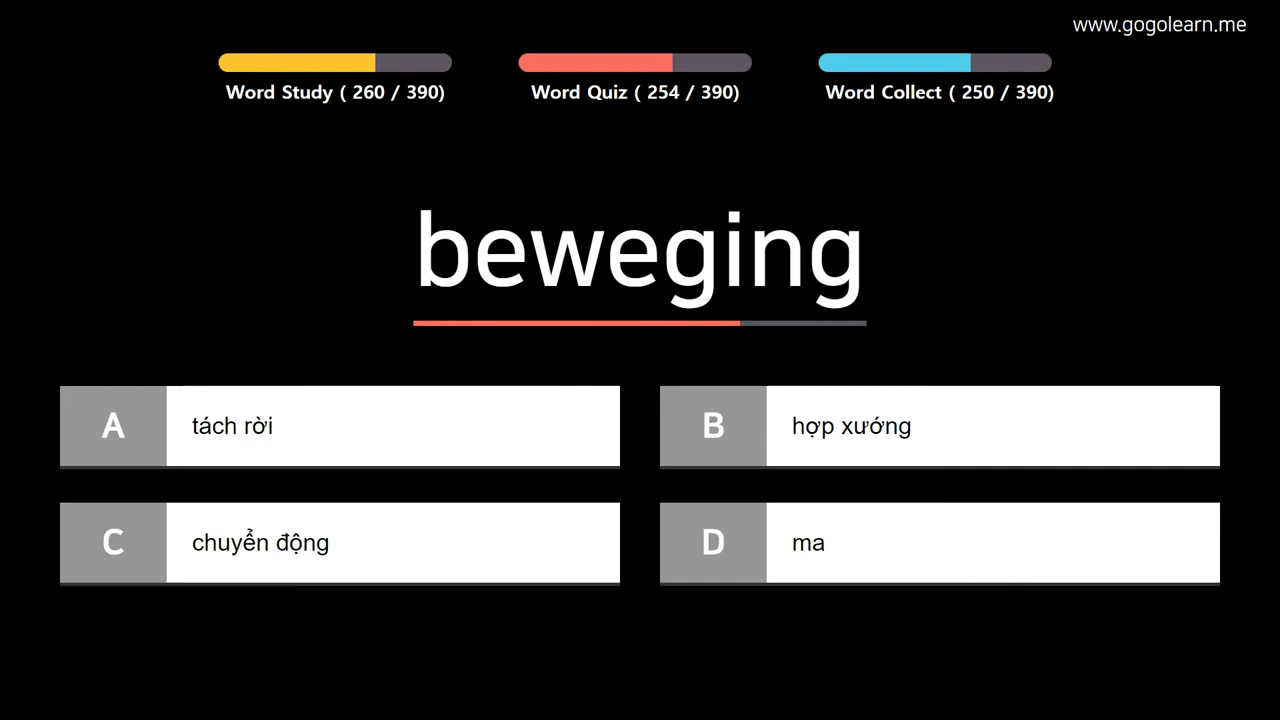 www.gogolearn.me
Word Study ( 260 / 390)
Word Quiz ( 254 / 390)
Word Collect ( 250 / 390)
beweging
A
tách rời
B
hợp xướng
C
chuyển động
D
ma